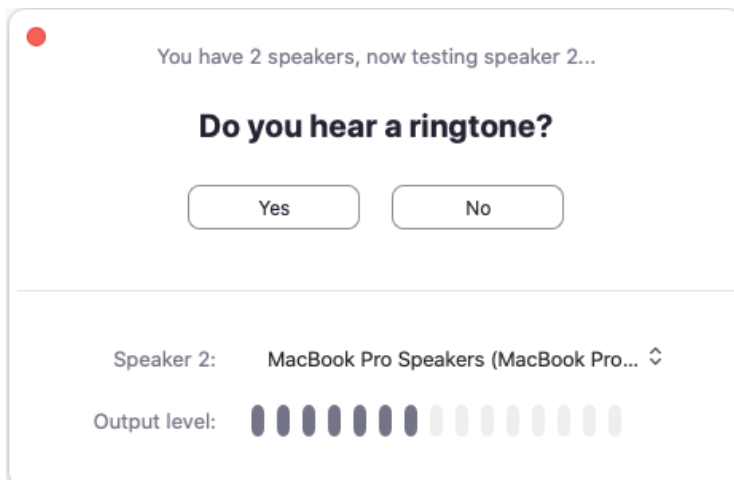 You have 2 speakers, now testing speaker 2...
Do you hear a ringtone?
Yes No
Speaker 2: MacBook Pro Speakers (MacBook Pro...
Output level: